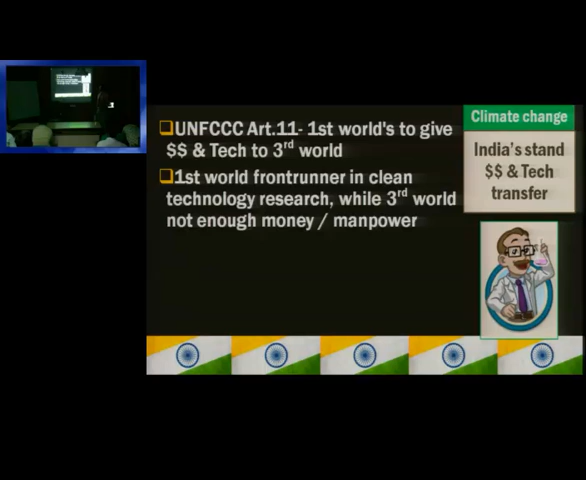 UNFCCC Art.11- 1st world's to give
$$ & Tech to 3rd world
1st world frontrunner in clean
technology research, while 3rd world
not enough money / manpower
Climate change
India's stand
$$ & Tech
transfer